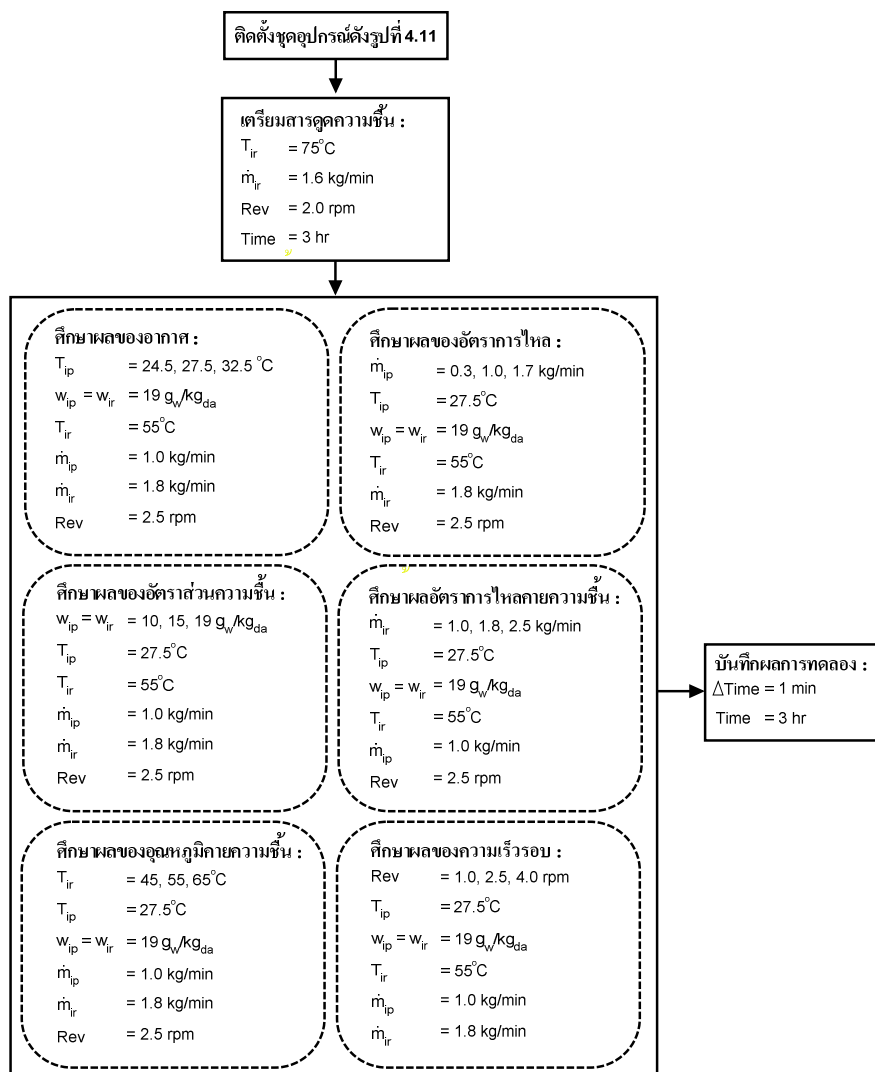 ติดตั้งชุดอุปกรณ์ดังรูปที่ 4.11
เตรียมสารดูดความชื้น :
T_ir = 75°C
ṁ_ir = 1.6 kg/min
Rev = 2.0 rpm
Time = 3 hr
ศึกษาผลของอากาศ :
T_ip = 24.5, 27.5, 32.5 °C
w_ip = w_ir = 19 g_w/kg_da
T_ir = 55°C
ṁ_ip = 1.0 kg/min
ṁ_ir = 1.8 kg/min
Rev = 2.5 rpm
ศึกษาผลของอัตราการไหล :
ṁ_ip = 0.3, 1.0, 1.7 kg/min
T_ip = 27.5°C
w_ip = w_ir = 19 g_w/kg_da
T_ir = 55°C
ṁ_ir = 1.8 kg/min
Rev = 2.5 rpm
ศึกษาผลของอัตราส่วนความชื้น :
w_ip = w_ir = 10, 15, 19 g_w/kg_da
T_ip = 27.5°C
T_ir = 55°C
ṁ_ip = 1.0 kg/min
ṁ_ir = 1.8 kg/min
Rev = 2.5 rpm
ศึกษาผลอัตราการไหลคายความชื้น :
ṁ_ir = 1.0, 1.8, 2.5 kg/min
T_ip = 27.5°C
w_ip = w_ir = 19 g_w/kg_da
T_ir = 55°C
ṁ_ip = 1.0 kg/min
Rev = 2.5 rpm
ศึกษาผลของอุณหภูมิคายความชื้น :
T_ir = 45, 55, 65°C
T_ip = 27.5°C
w_ip = w_ir = 19 g_w/kg_da
ṁ_ip = 1.0 kg/min
ṁ_ir = 1.8 kg/min
Rev = 2.5 rpm
ศึกษาผลของความเร็วรอบ :
Rev = 1.0, 2.5, 4.0 rpm
T_ip = 27.5°C
w_ip = w_ir = 19 g_w/kg_da
T_ir = 55°C
ṁ_ip = 1.0 kg/min
ṁ_ir = 1.8 kg/min
บันทึกผลการทดลอง :
ΔTime = 1 min
Time = 3 hr